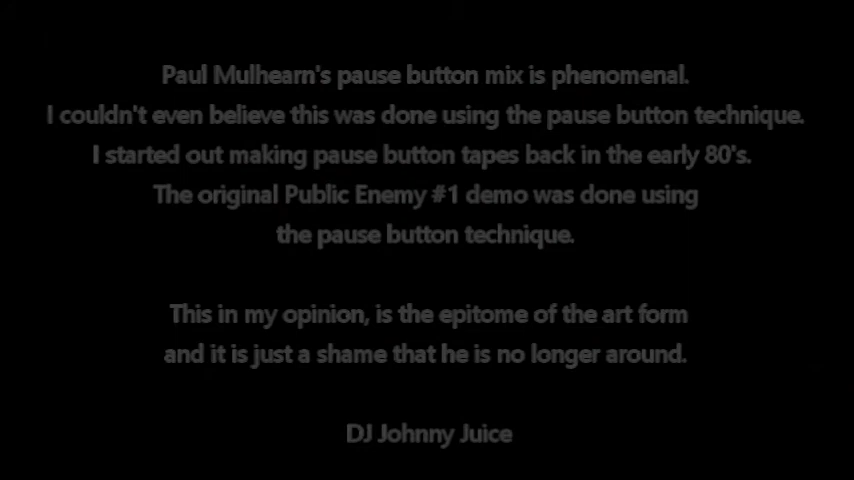 Paul Mulhearn's pause button mix is phenomenal.
I couldn't even believe this was done using the pause button technique.
I started out making pause button tapes back in the early 80's.
The original Public Enemy #1 demo was done using
the pause button technique.
This in my opinion, is the epitome of the art form
and it is just a shame that he is no longer around.
DJ Johnny Juice